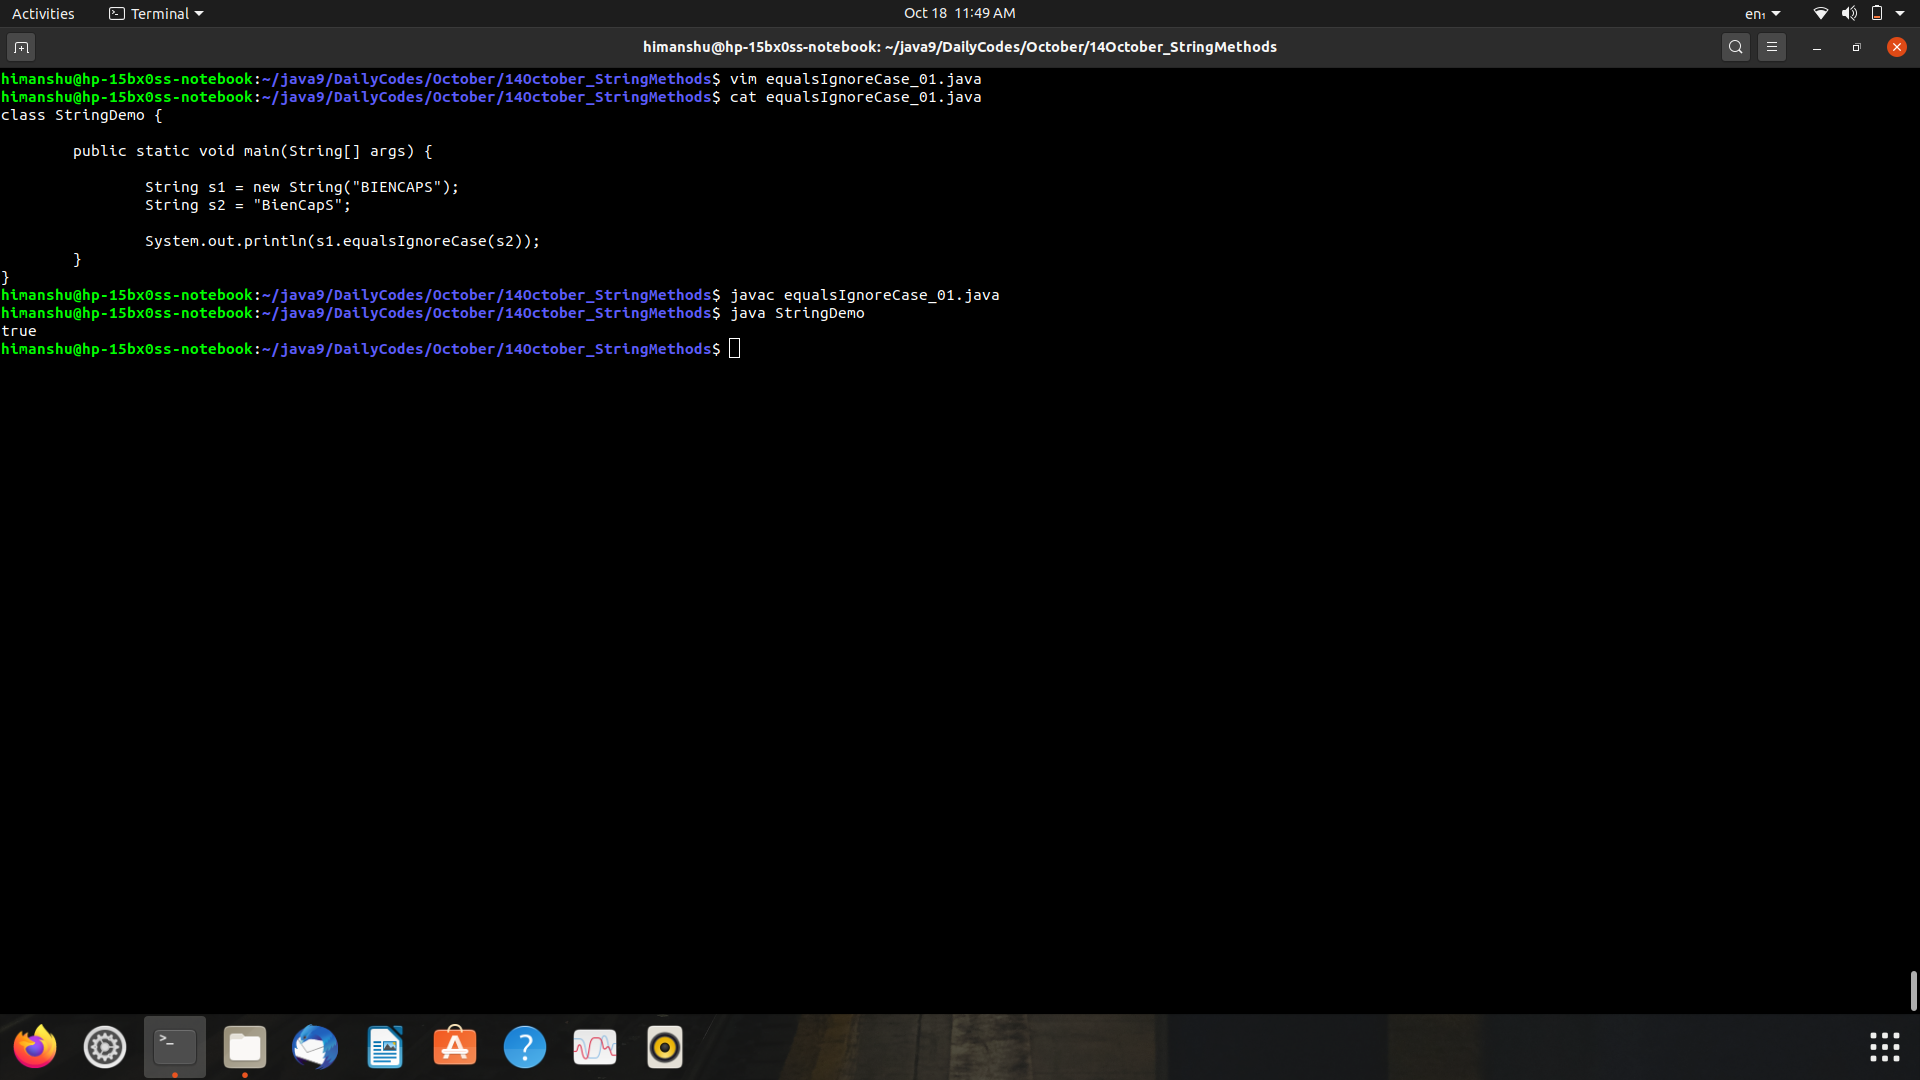 Activities Terminal Oct 18 11:49 AM en₁
himanshu@hp-15bx0ss-notebook: ~/java9/DailyCodes/October/14October_StringMethods
himanshu@hp-15bx0ss-notebook:~/java9/DailyCodes/October/14October_StringMethods$ vim equalsIgnoreCase_01.java
himanshu@hp-15bx0ss-notebook:~/java9/DailyCodes/October/14October_StringMethods$ cat equalsIgnoreCase_01.java
class StringDemo {
public static void main(String[] args) {
String s1 = new String("BIENCAPS");
String s2 = "BienCapS";
System.out.println(s1.equalsIgnoreCase(s2));
}
}
himanshu@hp-15bx0ss-notebook:~/java9/DailyCodes/October/14October_StringMethods$ javac equalsIgnoreCase_01.java
himanshu@hp-15bx0ss-notebook:~/java9/DailyCodes/October/14October_StringMethods$ java StringDemo
true
himanshu@hp-15bx0ss-notebook:~/java9/DailyCodes/October/14October_StringMethods$